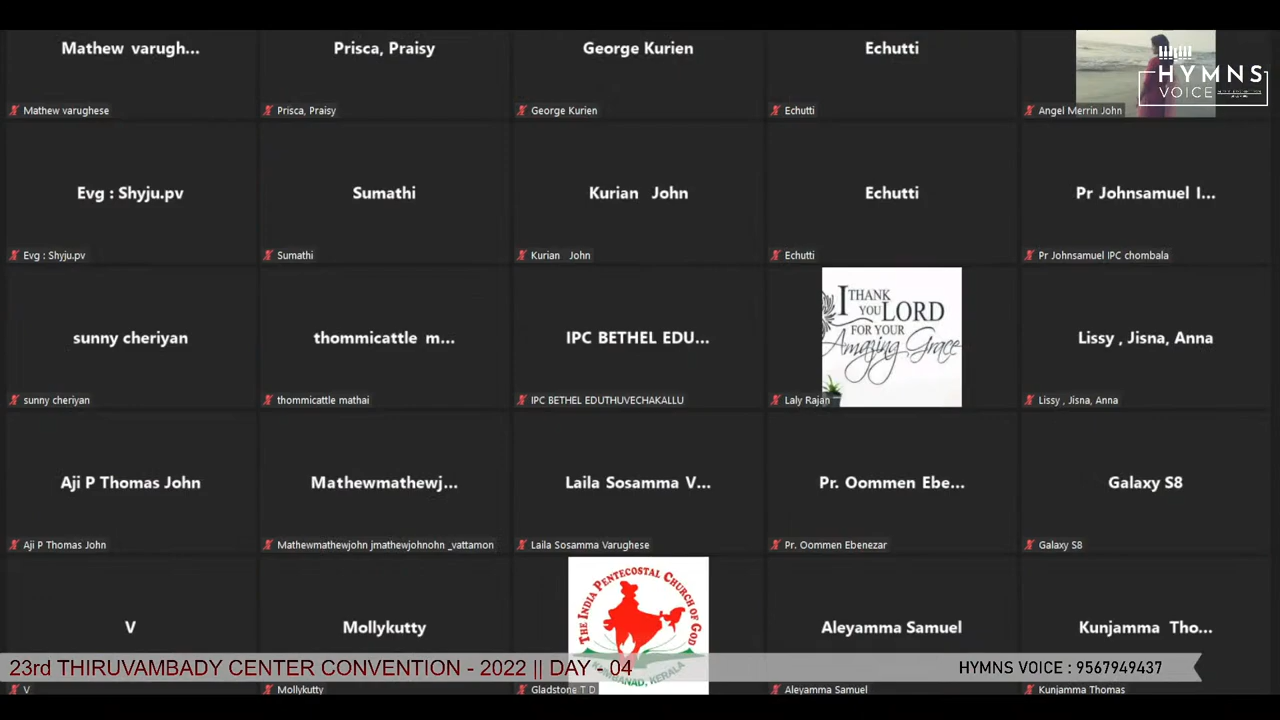 Mathew varugh...
Prisca, Praisy
George Kurien
Echutti
HYMNS
VOICE
Mathew varughese
Prisca, Praisy
George Kurien
Echutti
Angel Merrin John
Evg : Shyju.pv
Sumathi
Kurian John
Echutti
Pr Johnsamuel I...
Evg : Shyju.pv
Sumathi
Kurian John
Echutti
Pr Johnsamuel IPC chombala
sunny cheriyan
thommicattle m...
IPC BETHEL EDU...
I THANK
YOU LORD
FOR YOUR
Amazing Grace
Lissy , Jisna, Anna
sunny cheriyan
thommicattle mathai
IPC BETHEL EDUTHUVECHAKALLU
Laly Rajan
Lissy , Jisna, Anna
Aji P Thomas John
Mathewmathewj...
Laila Sosamma V...
Pr. Oommen Ebe...
Galaxy S8
Aji P Thomas John
Mathewmathewjohn jmathewjohnohn _vattamon
Laila Sosamma Varughese
Pr. Oommen Ebenezar
Galaxy S8
V
Mollykutty
THE INDIA PENTECOSTAL CHURCH OF GOD
KUMBANAD, KERALA
Aleyamma Samuel
Kunjamma Tho...
23rd THIRUVAMBADY CENTER CONVENTION - 2022 || DAY - 04
HYMNS VOICE : 9567949437
V
Mollykutty
Gladstone T D
Aleyamma Samuel
Kunjamma Thomas